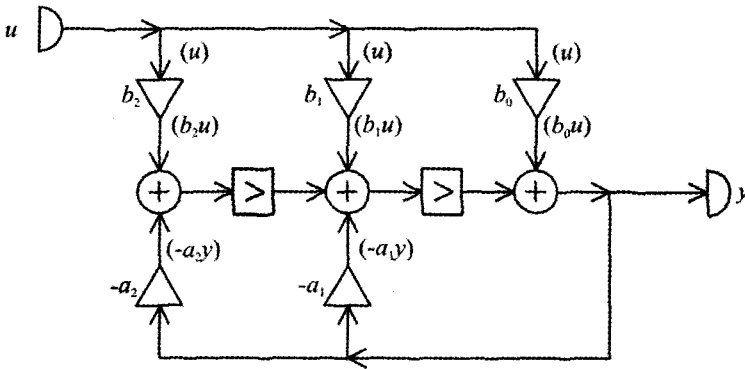 u
(u) (u) (u)
b₂ b₁ b₀
(b₂u) (b₁u) (b₀u)
+ > + > + y
(-a₂y) (-a₁y)
-a₂ -a₁